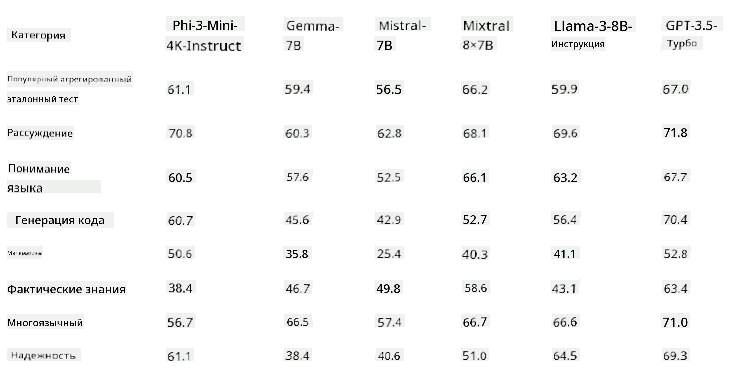 Категория Phi-3-Mini- Gemma- Mistral- Mixtral Llama-3-8B- GPT-3.5-
4K-Instruct 7B 7B 8×7B Инструкция Турбо
Популярный агрегированный
эталонный тест 61.1 59.4 56.5 66.2 59.9 67.0
Рассуждение 70.8 60.3 62.8 68.1 69.6 71.8
Понимание
языка 60.5 57.6 52.5 66.1 63.2 67.7
Генерация кода 60.7 45.6 42.9 52.7 56.4 70.4
Математика 50.6 35.8 25.4 40.3 41.1 52.8
Фактические знания 38.4 46.7 49.8 58.6 43.1 63.4
Многоязычный 56.7 66.5 57.4 66.7 66.6 71.0
Надежность 61.1 38.4 40.6 51.0 64.5 69.3